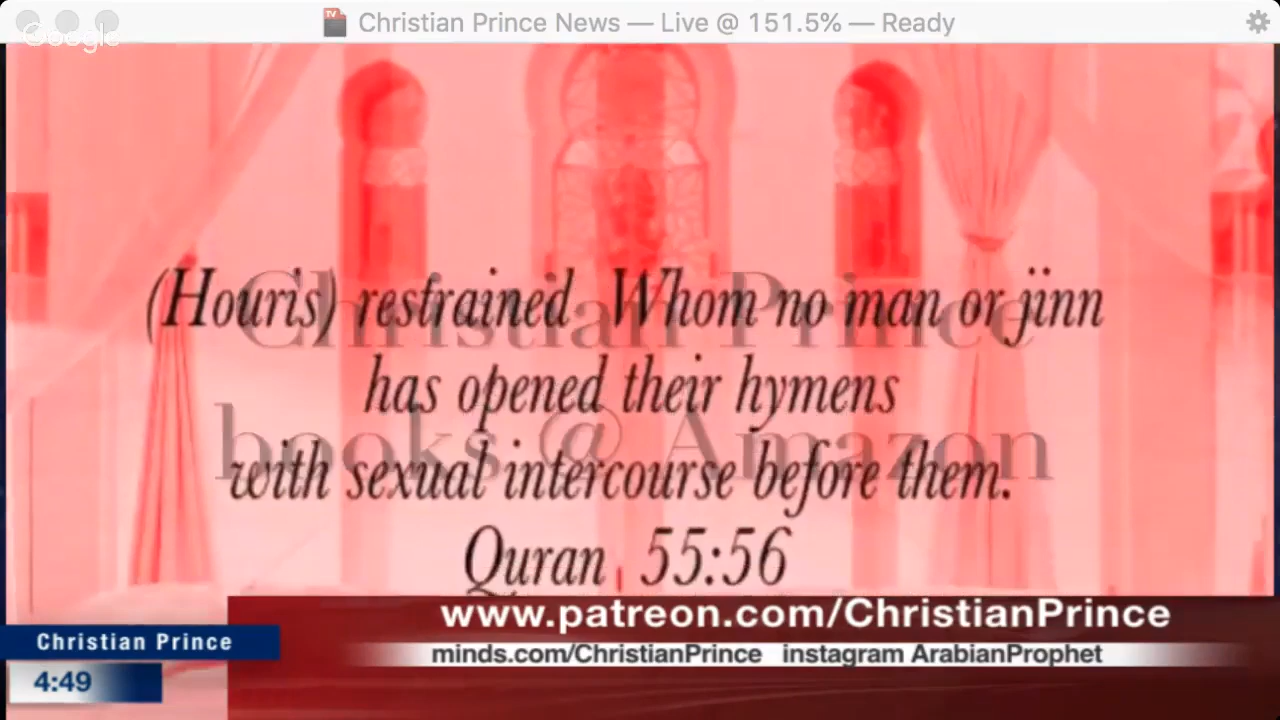 Christian Prince News — Live @ 151.5% — Ready
Google
(Houris) restrained Whom no man or jinn
Christian Prince
has opened their hymens
books @ Amazon
with sexual intercourse before them.
Quran 55:56
www.patreon.com/ChristianPrince
Christian Prince
minds.com/ChristianPrince instagram ArabianProphet
4:49